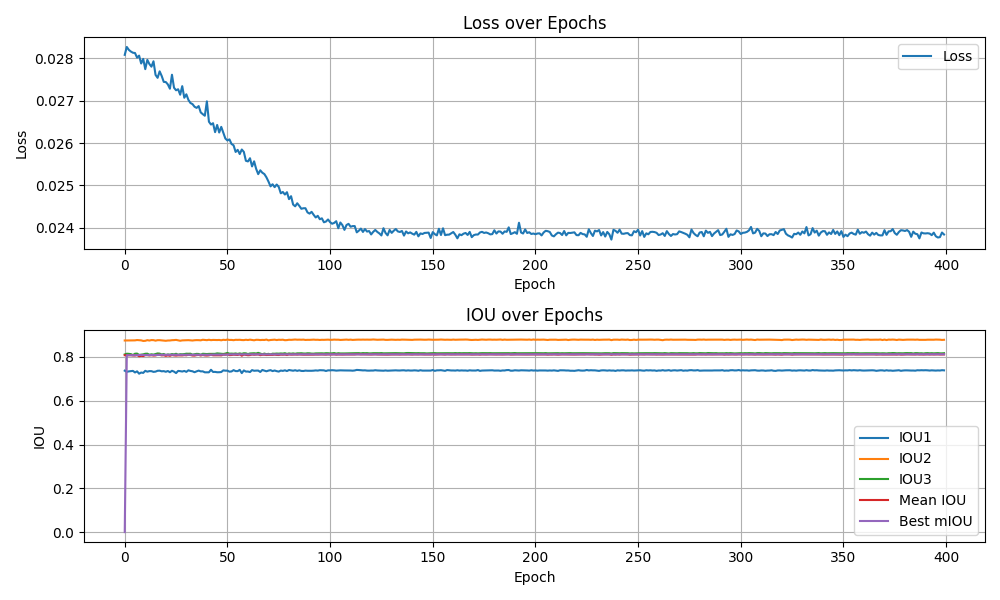 Loss over Epochs
Loss
0.028
0.027
0.026
0.025
0.024
Loss
0 50 100 150 200 250 300 350 400
Epoch
IOU over Epochs
0.8
0.6
0.4
0.2
0.0
IOU
IOU1
IOU2
IOU3
Mean IOU
Best mIOU
0 50 100 150 200 250 300 350 400
Epoch